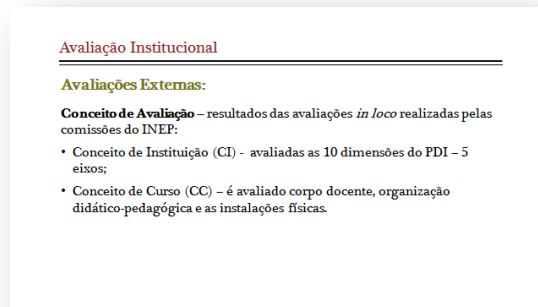 Avaliação Institucional
Avaliações Externas:
Conceito de Avaliação – resultados das avaliações in loco realizadas pelas
comissões do INEP:
• Conceito de Instituição (CI) - avaliadas as 10 dimensões do PDI – 5
eixos;
• Conceito de Curso (CC) – é avaliado corpo docente, organização
didático-pedagógica e as instalações físicas.